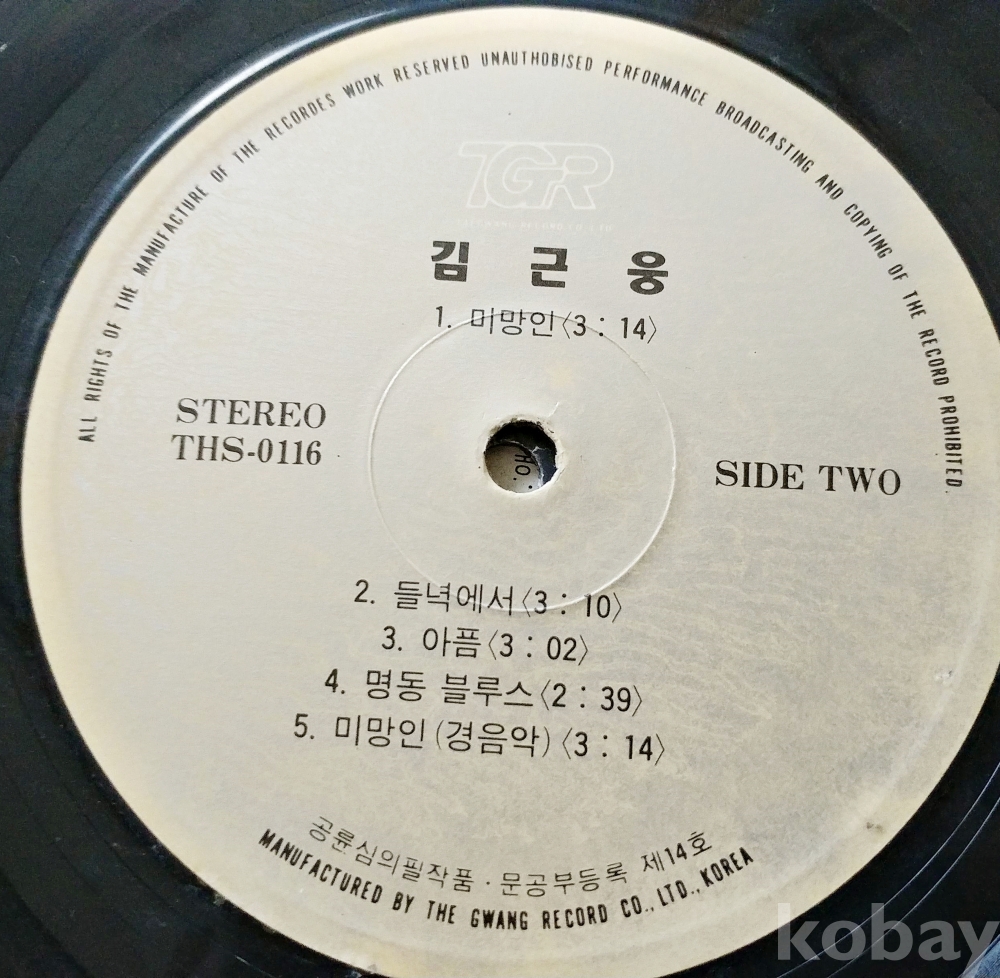 ALL RIGHTS OF THE MANUFACTURE OF THE RECORDES WORK RESERVED UNAUTHOBISED PERFORMANCE BROADCASTING AND COPYING OF THE RECORD PROHIBITED
TGR
김 근 웅
1. 미망인〈3 : 14〉
STEREO
THS-0116
SIDE TWO
Ho.
2. 들녘에서〈3 : 10〉
3. 아픔〈3 : 02〉
4. 명동 블루스〈2 : 39〉
5. 미망인(경음악)〈3 : 14〉
공륜심의필작품 · 문공부등록 제14호
MANUFACTURED BY THE GWANG RECORD CO., LTD., KOREA
kobay